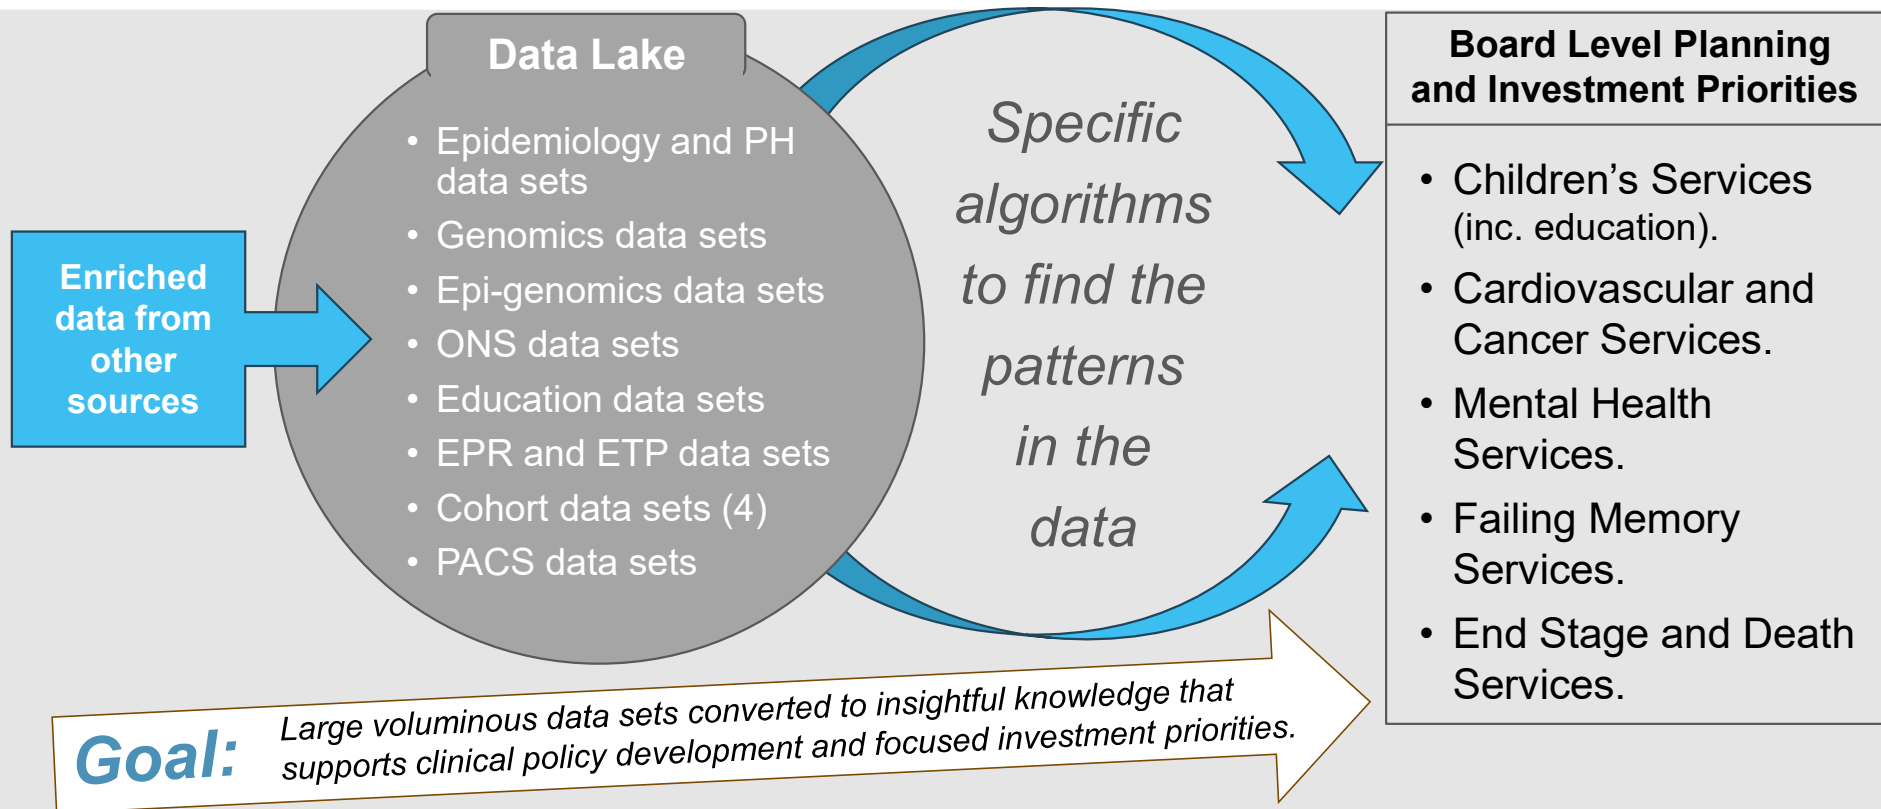 Data Lake
• Epidemiology and PH
data sets
• Genomics data sets
• Epi-genomics data sets
• ONS data sets
• Education data sets
• EPR and ETP data sets
• Cohort data sets (4)
• PACS data sets
Enriched
data from
other
sources
Specific
algorithms
to find the
patterns
in the
data
Board Level Planning
and Investment Priorities
• Children’s Services
(inc. education).
• Cardiovascular and
Cancer Services.
• Mental Health
Services.
• Failing Memory
Services.
• End Stage and Death
Services.
Goal:
Large voluminous data sets converted to insightful knowledge that
supports clinical policy development and focused investment priorities.